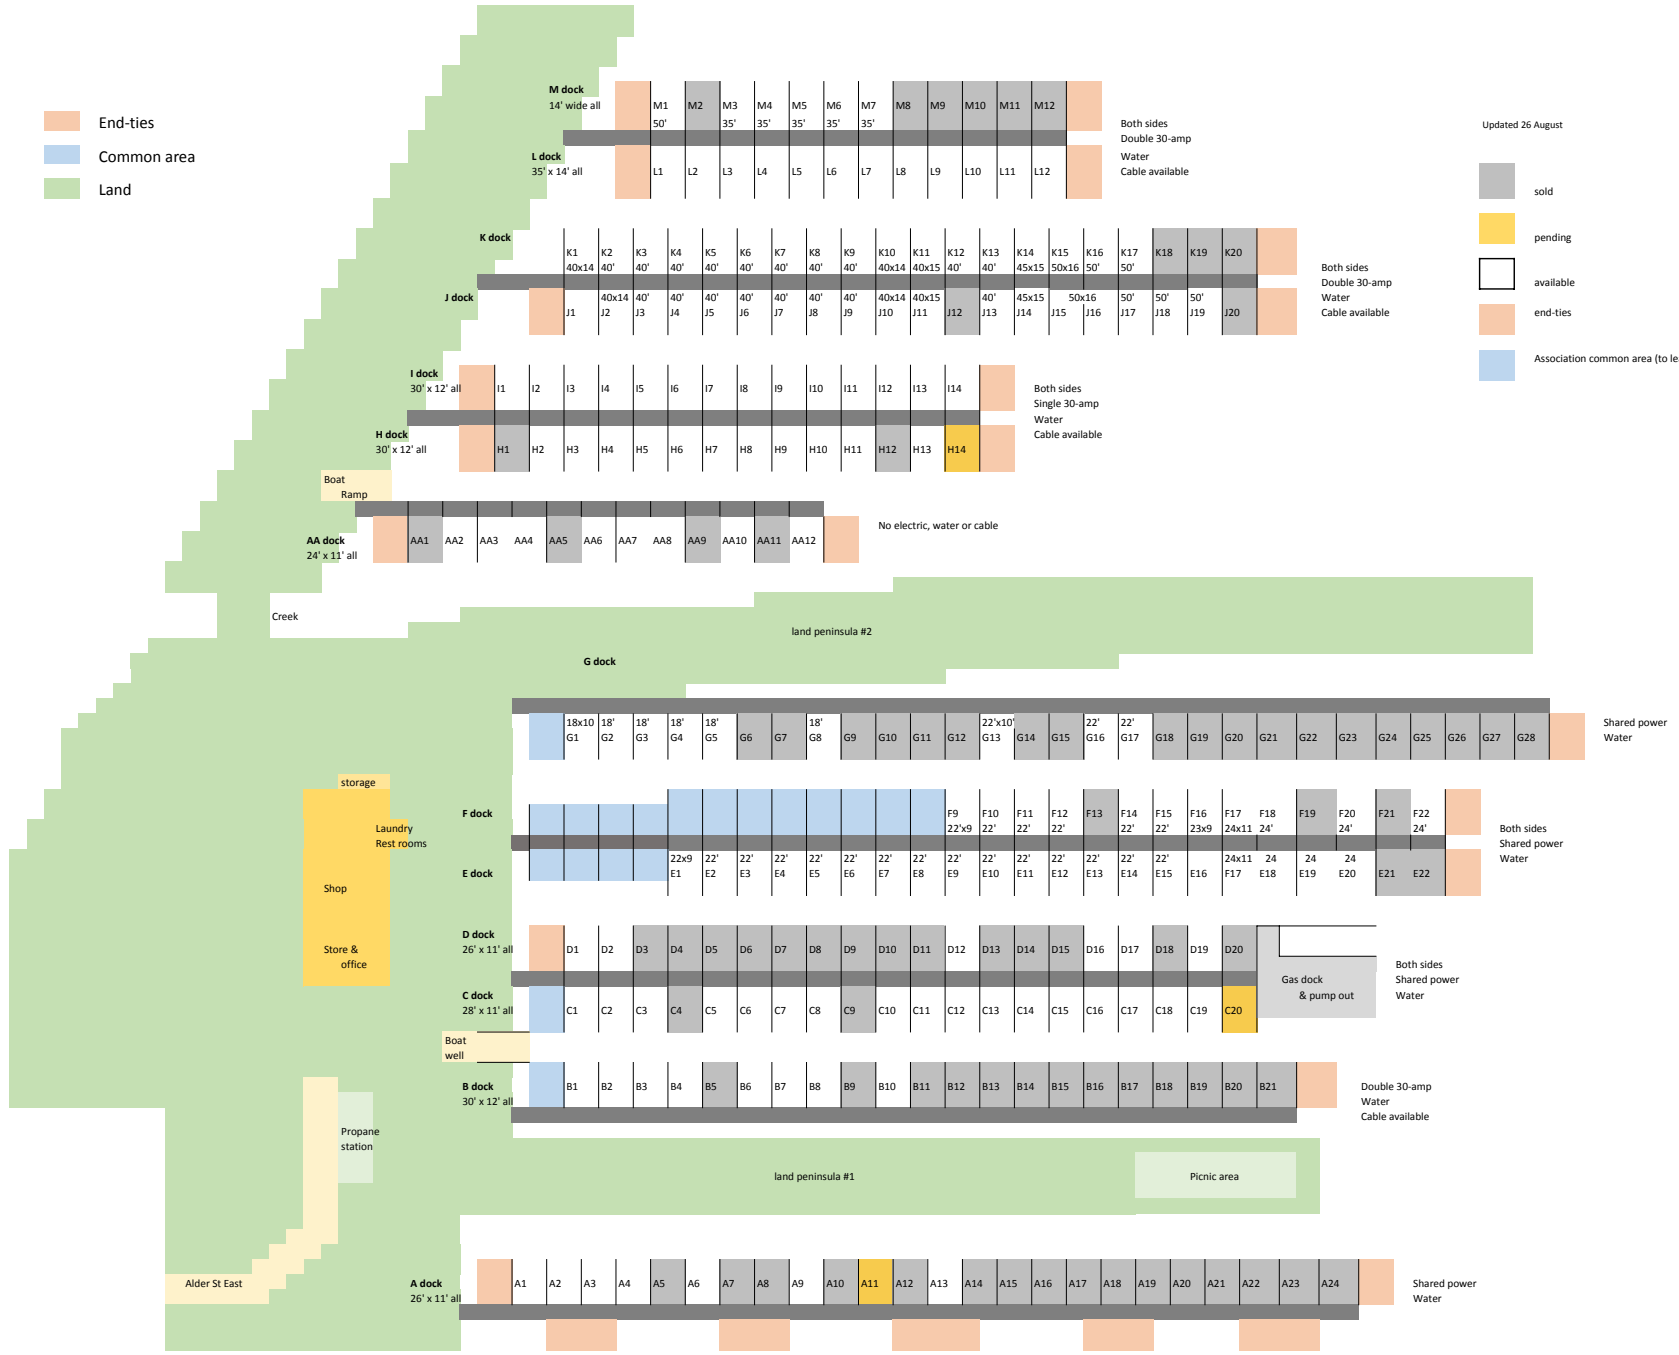 End-ties
Common area
Land
Updated 26 August
sold
pending
available
end-ties
Association common area (to lea
M dock
14' wide all
M1 M2 M3 M4 M5 M6 M7 M8 M9 M10 M11 M12
50' 35' 35' 35' 35' 35'
Both sides
Double 30-amp
Water
Cable available
L dock
35' x 14' all
L1 L2 L3 L4 L5 L6 L7 L8 L9 L10 L11 L12
K dock
K1 K2 K3 K4 K5 K6 K7 K8 K9 K10 K11 K12 K13 K14 K15 K16 K17 K18 K19 K20
40x14 40' 40' 40' 40' 40' 40' 40' 40' 40x14 40x15 40' 40' 45x15 50x16 50' 50'
Both sides
Double 30-amp
Water
Cable available
J dock
40x14 40' 40' 40' 40' 40' 40' 40' 40x14 40x15 40' 45x15 50x16 50' 50' 50'
J1 J2 J3 J4 J5 J6 J7 J8 J9 J10 J11 J12 J13 J14 J15 J16 J17 J18 J19 J20
I dock
30' x 12' all
I1 I2 I3 I4 I5 I6 I7 I8 I9 I10 I11 I12 I13 I14
Both sides
Single 30-amp
Water
Cable available
H dock
30' x 12' all
H1 H2 H3 H4 H5 H6 H7 H8 H9 H10 H11 H12 H13 H14
Boat
Ramp
AA dock
24' x 11' all
AA1 AA2 AA3 AA4 AA5 AA6 AA7 AA8 AA9 AA10 AA11 AA12
No electric, water or cable
Creek
land peninsula #2
G dock
18x10 18' 18' 18' 18' 18' 22'x10' 22' 22'
G1 G2 G3 G4 G5 G6 G7 G8 G9 G10 G11 G12 G13 G14 G15 G16 G17 G18 G19 G20 G21 G22 G23 G24 G25 G26 G27 G28
Shared power
Water
storage
Laundry
Rest rooms
Shop
Store &
office
F dock
F9 F10 F11 F12 F13 F14 F15 F16 F17 F18 F19 F20 F21 F22
22'x9 22' 22' 22' 22' 22' 23x9 24x11 24' 24' 24'
Both sides
Shared power
Water
E dock
22x9 22' 22' 22' 22' 22' 22' 22' 22' 22' 22' 22' 22' 22' 22' 24x11 24 24 24
E1 E2 E3 E4 E5 E6 E7 E8 E9 E10 E11 E12 E13 E14 E15 E16 F17 E18 E19 E20 E21 E22
D dock
26' x 11' all
D1 D2 D3 D4 D5 D6 D7 D8 D9 D10 D11 D12 D13 D14 D15 D16 D17 D18 D19 D20
Gas dock
& pump out
Both sides
Shared power
Water
C dock
28' x 11' all
C1 C2 C3 C4 C5 C6 C7 C8 C9 C10 C11 C12 C13 C14 C15 C16 C17 C18 C19 C20
Boat
well
B dock
30' x 12' all
B1 B2 B3 B4 B5 B6 B7 B8 B9 B10 B11 B12 B13 B14 B15 B16 B17 B18 B19 B20 B21
Double 30-amp
Water
Cable available
Propane
station
land peninsula #1
Picnic area
Alder St East
A dock
26' x 11' all
A1 A2 A3 A4 A5 A6 A7 A8 A9 A10 A11 A12 A13 A14 A15 A16 A17 A18 A19 A20 A21 A22 A23 A24
Shared power
Water